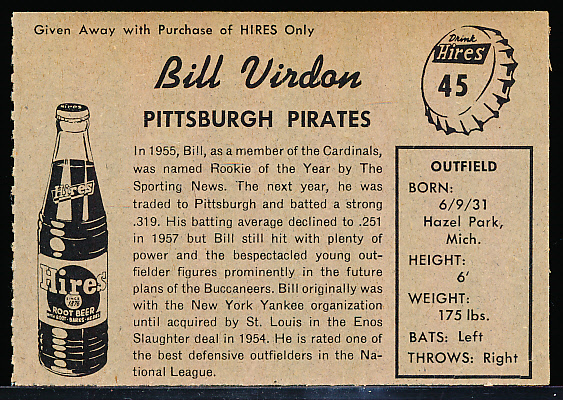 Given Away with Purchase of HIRES Only
Drink
Hires
45
Bill Virdon
PITTSBURGH PIRATES
In 1955, Bill, as a member of the Cardinals,
was named Rookie of the Year by The
Sporting News. The next year, he was
traded to Pittsburgh and batted a strong
.319. His batting average declined to .251
in 1957 but Bill still hit with plenty of
power and the bespectacled young out-
fielder figures prominently in the future
plans of the Buccaneers. Bill originally was
with the New York Yankee organization
until acquired by St. Louis in the Enos
Slaughter deal in 1954. He is rated one of
the best defensive outfielders in the Na-
tional League.
OUTFIELD
BORN:
6/9/31
Hazel Park,
Mich.
HEIGHT:
6'
WEIGHT:
175 lbs.
BATS: Left
THROWS: Right
Hires
Hires
Hires
SINCE
1876
ROOT BEER